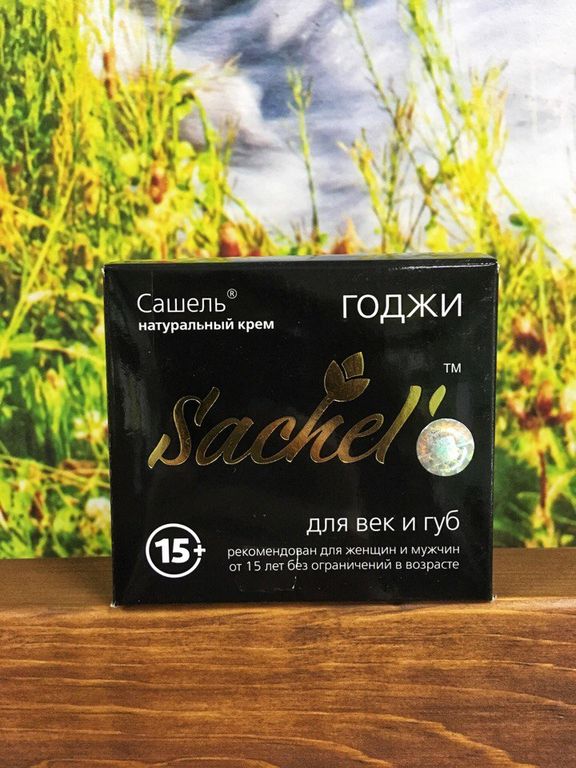 Сашель®
натуральный крем
ГОДЖИ
Sachel' ™
для век и губ
15+
рекомендован для женщин и мужчин
от 15 лет без ограничений в возрасте